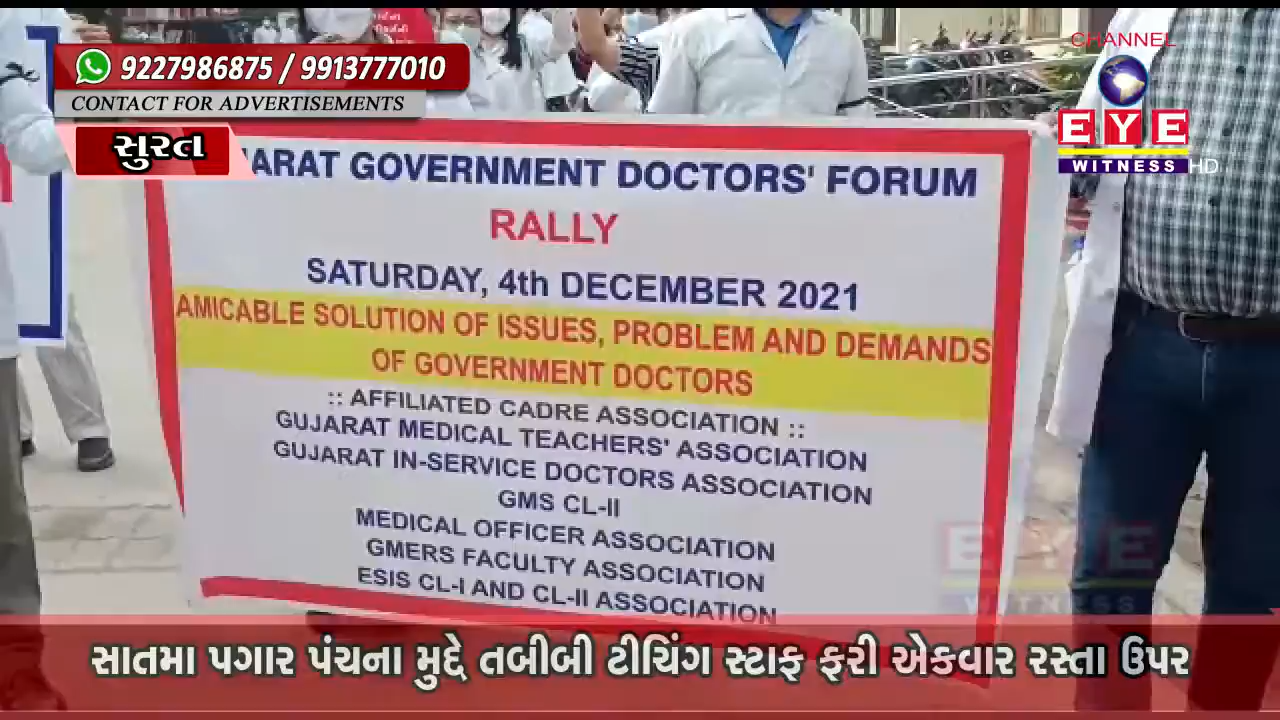 9227986875 / 9913777010
CONTACT FOR ADVERTISEMENTS
CHANNEL
EYE
WITNESS HD
સુરત
GOVERNMENT DOCTORS' FORUM
RALLY
SATURDAY, 4th DECEMBER 2021
AMICABLE SOLUTION OF ISSUES, PROBLEM AND DEMANDS
OF GOVERNMENT DOCTORS
:: AFFILIATED CADRE ASSOCIATION ::
GUJARAT MEDICAL TEACHERS' ASSOCIATION
GUJARAT IN-SERVICE DOCTORS ASSOCIATION
GMS CL-II
MEDICAL OFFICER ASSOCIATION
GMERS FACULTY ASSOCIATION
ESIS CL-I AND CL-II ASSOCIATION
EYE
WITNESS
સાતમા પગાર પંચના મુદ્દે તબીબી ટીચિંગ સ્ટાફ ફરી એકવાર રસ્તા ઉપર